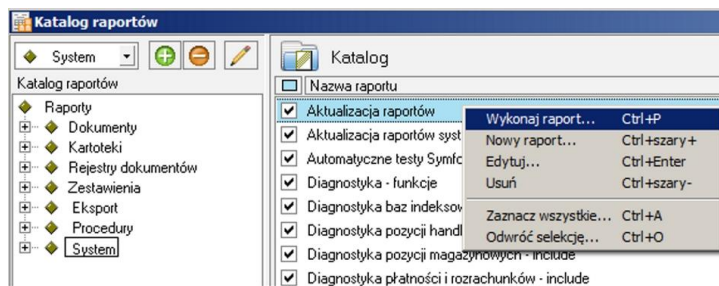 Katalog raportów
System
Katalog raportów
Raporty
Dokumenty
Kartoteki
Rejestry dokumentów
Zestawienia
Eksport
Procedury
System
Katalog
Nazwa raportu
Aktualizacja raportów
Aktualizacja raportów syst
Automatyczne testy Symfo
Diagnostyka - funkcje
Diagnostyka baz indeksow
Diagnostyka pozycji handl
Diagnostyka pozycji magazynowych - include
Diagnostyka płatności i rozrachunków - include
Wykonaj raport... Ctrl+P
Nowy raport... Ctrl+szary+
Edytuj... Ctrl+Enter
Usuń Ctrl+szary-
Zaznacz wszystkie... Ctrl+A
Odwróć selekcję... Ctrl+O